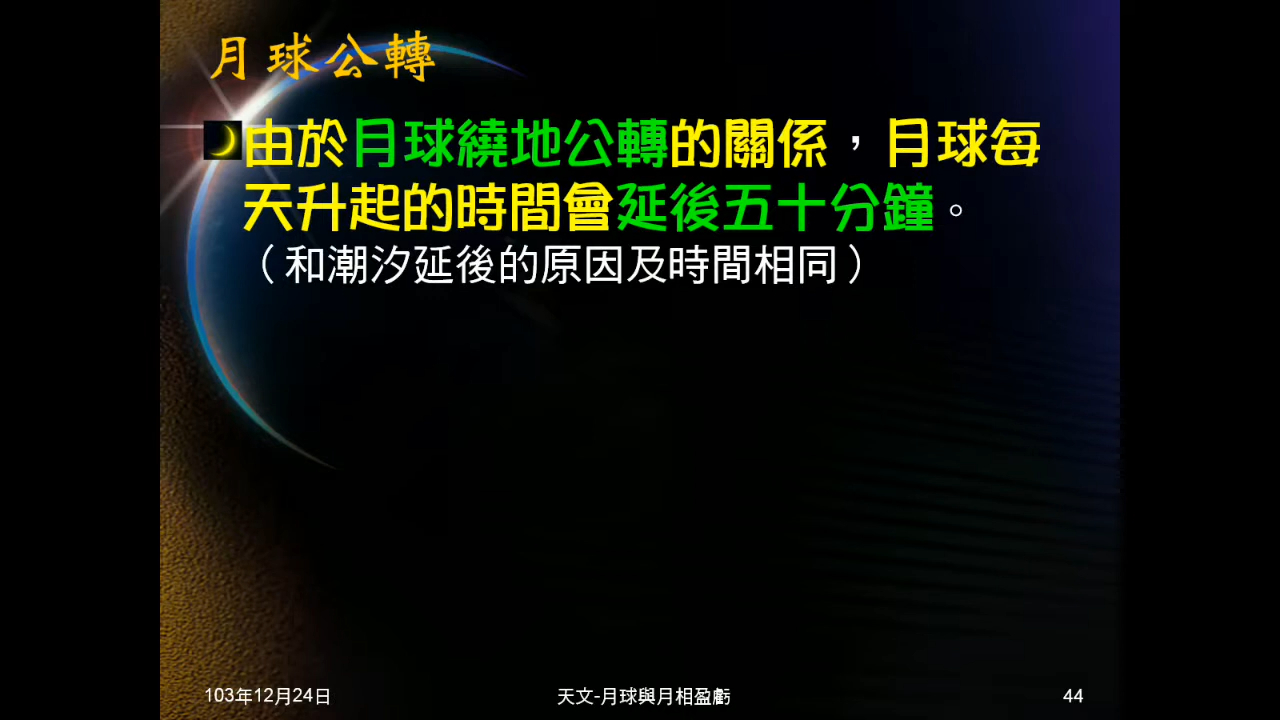 月球公轉
由於月球繞地公轉的關係，月球每
天升起的時間會延後五十分鐘。
（和潮汐延後的原因及時間相同）
103年12月24日
天文-月球與月相盈虧
44